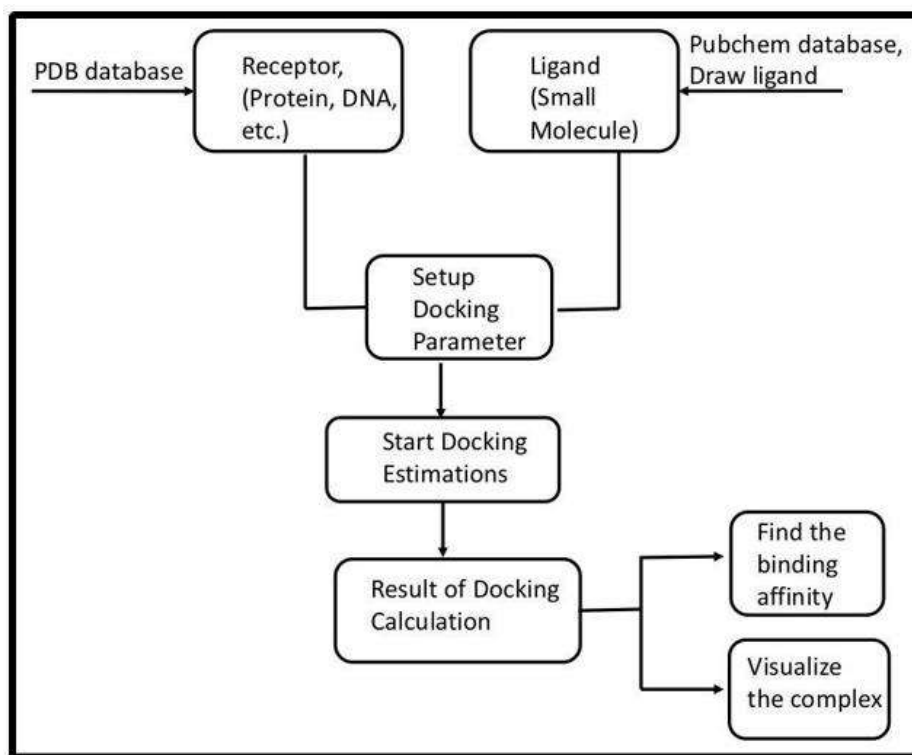 PDB database
Receptor,
(Protein, DNA,
etc.)
Ligand
(Small
Molecule)
Pubchem database,
Draw ligand
Setup
Docking
Parameter
Start Docking
Estimations
Result of Docking
Calculation
Find the
binding
affinity
Visualize
the complex